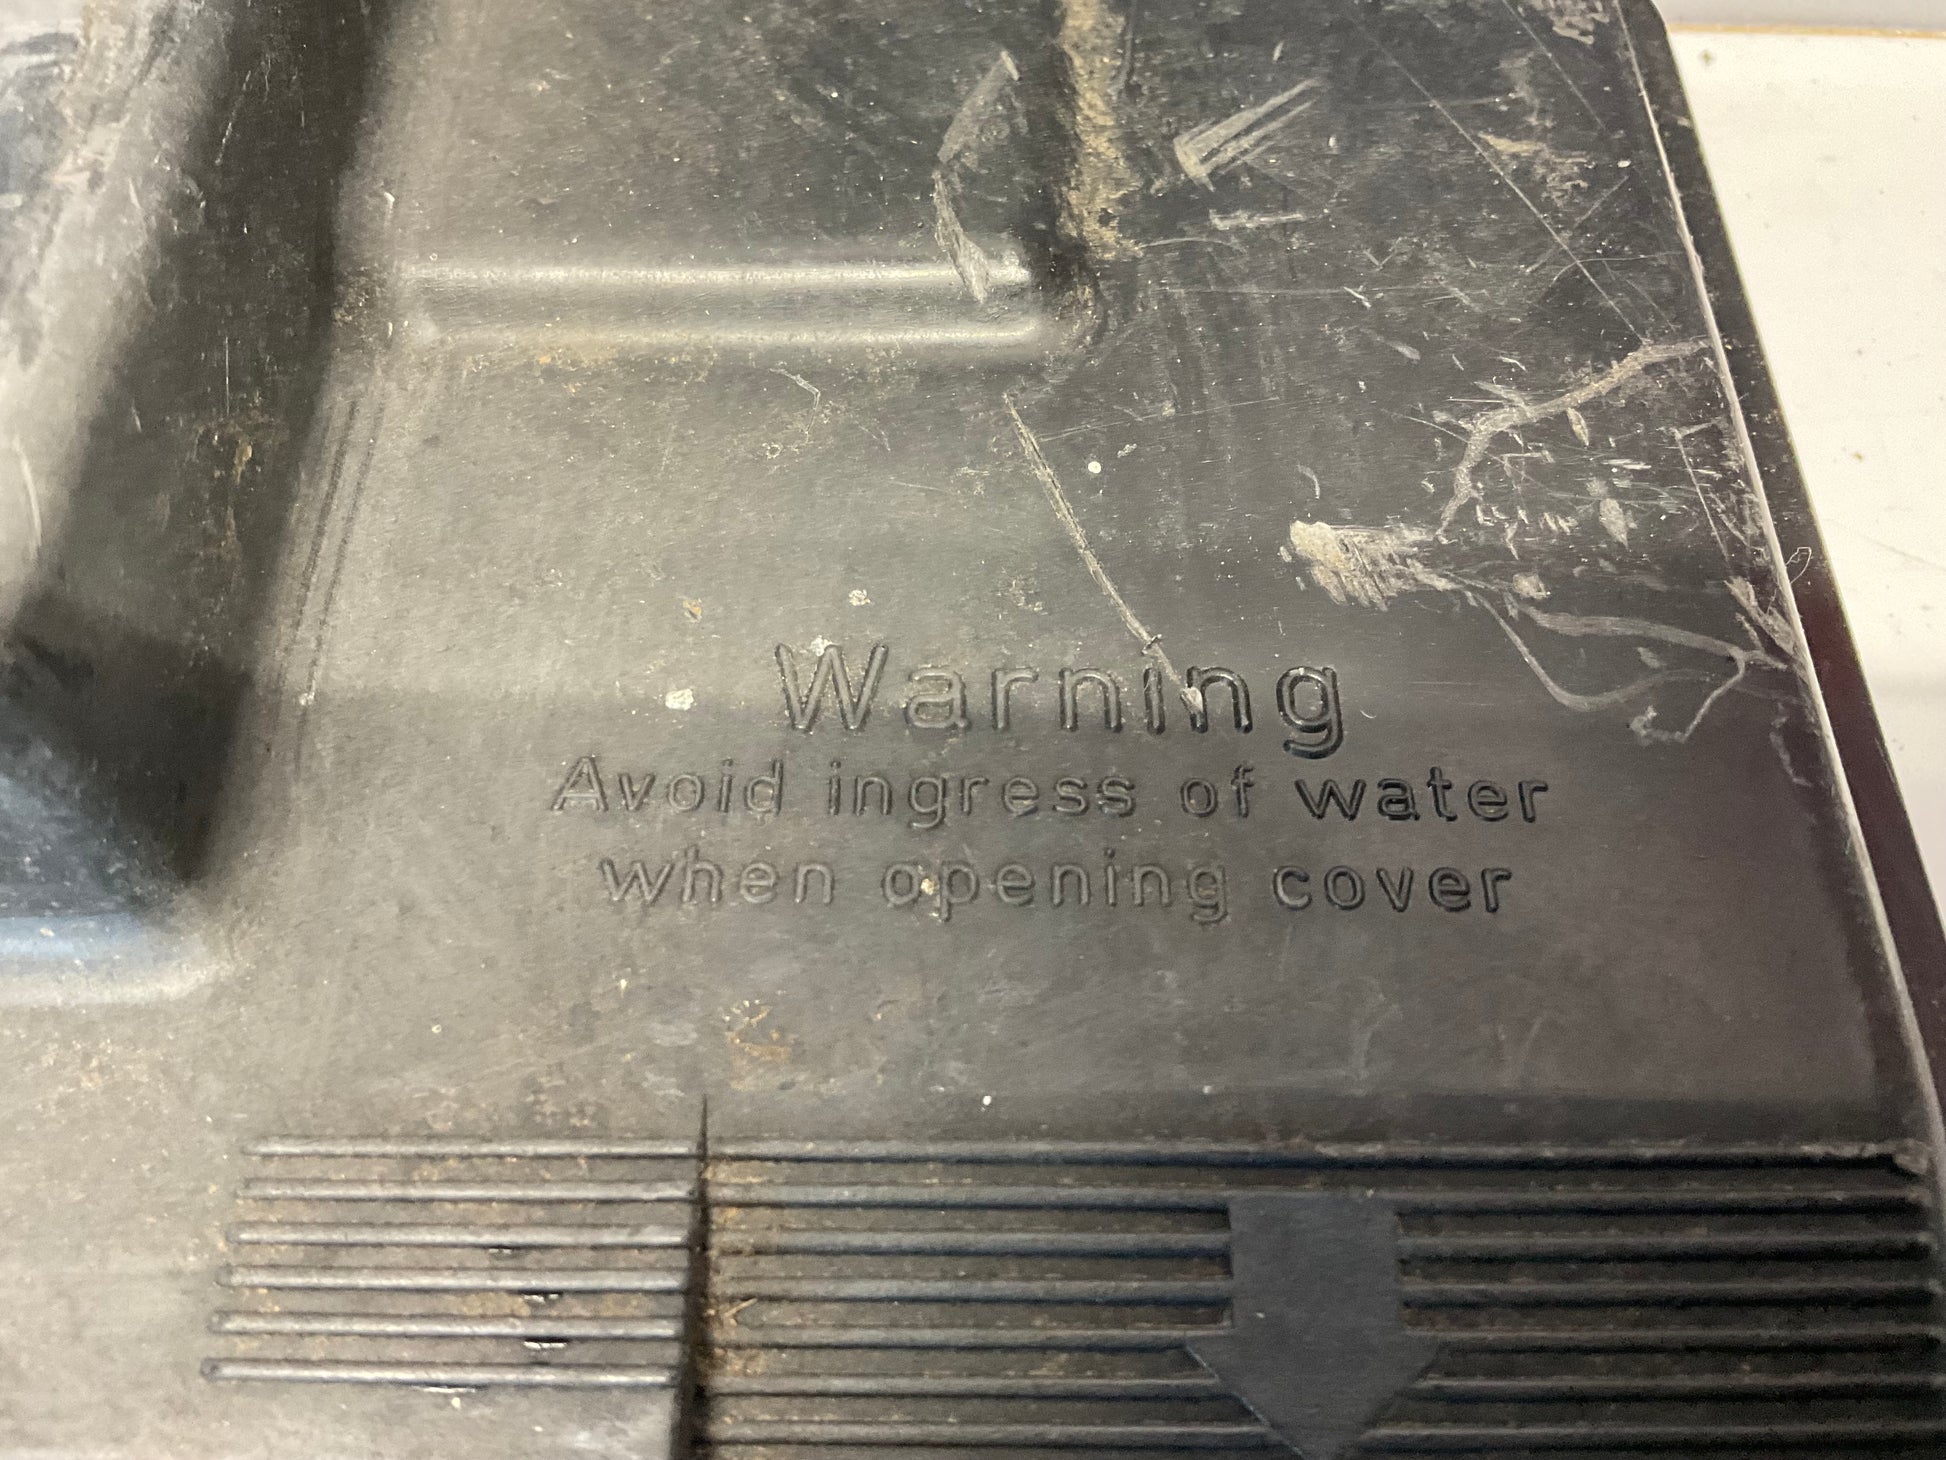 Warning
Avoid ingress of water
when opening cover